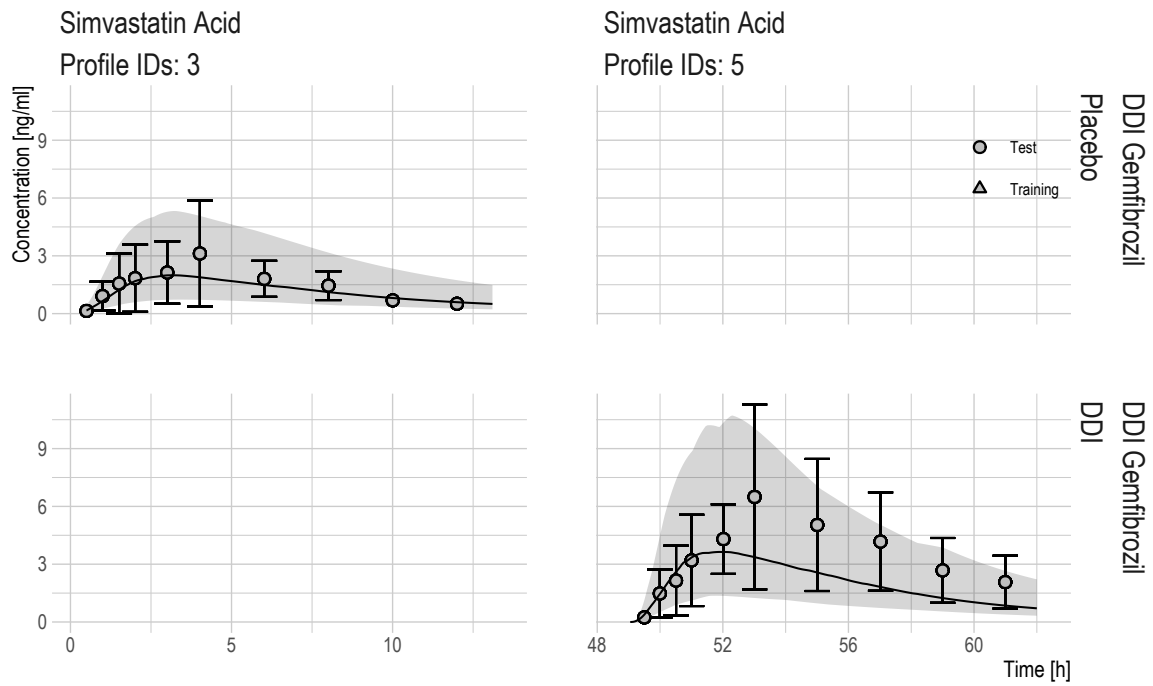 Simvastatin Acid
Profile IDs: 3
Simvastatin Acid
Profile IDs: 5
Concentration [ng/ml]
9
6
3
0
Test
Training
DDI Gemfibrozil
Placebo
9
6
3
0
DDI Gemfibrozil
DDI
0
5
10
48
52
56
60
Time [h]